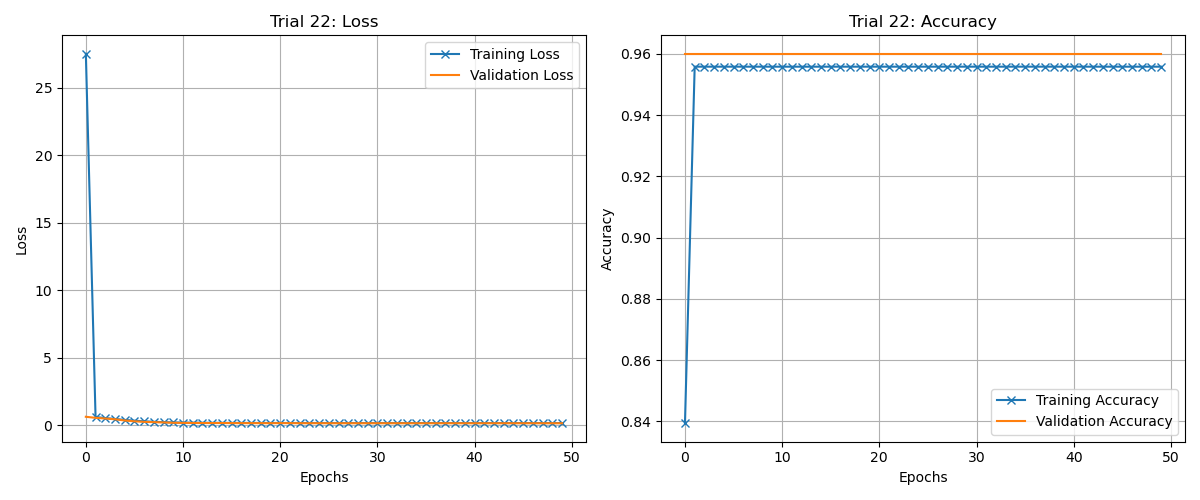 Trial 22: Loss
Training Loss
Validation Loss
25
20
15
10
5
0
Loss
0 10 20 30 40 50
Epochs
Trial 22: Accuracy
0.96
0.94
0.92
0.90
0.88
0.86
0.84
Accuracy
Training Accuracy
Validation Accuracy
0 10 20 30 40 50
Epochs